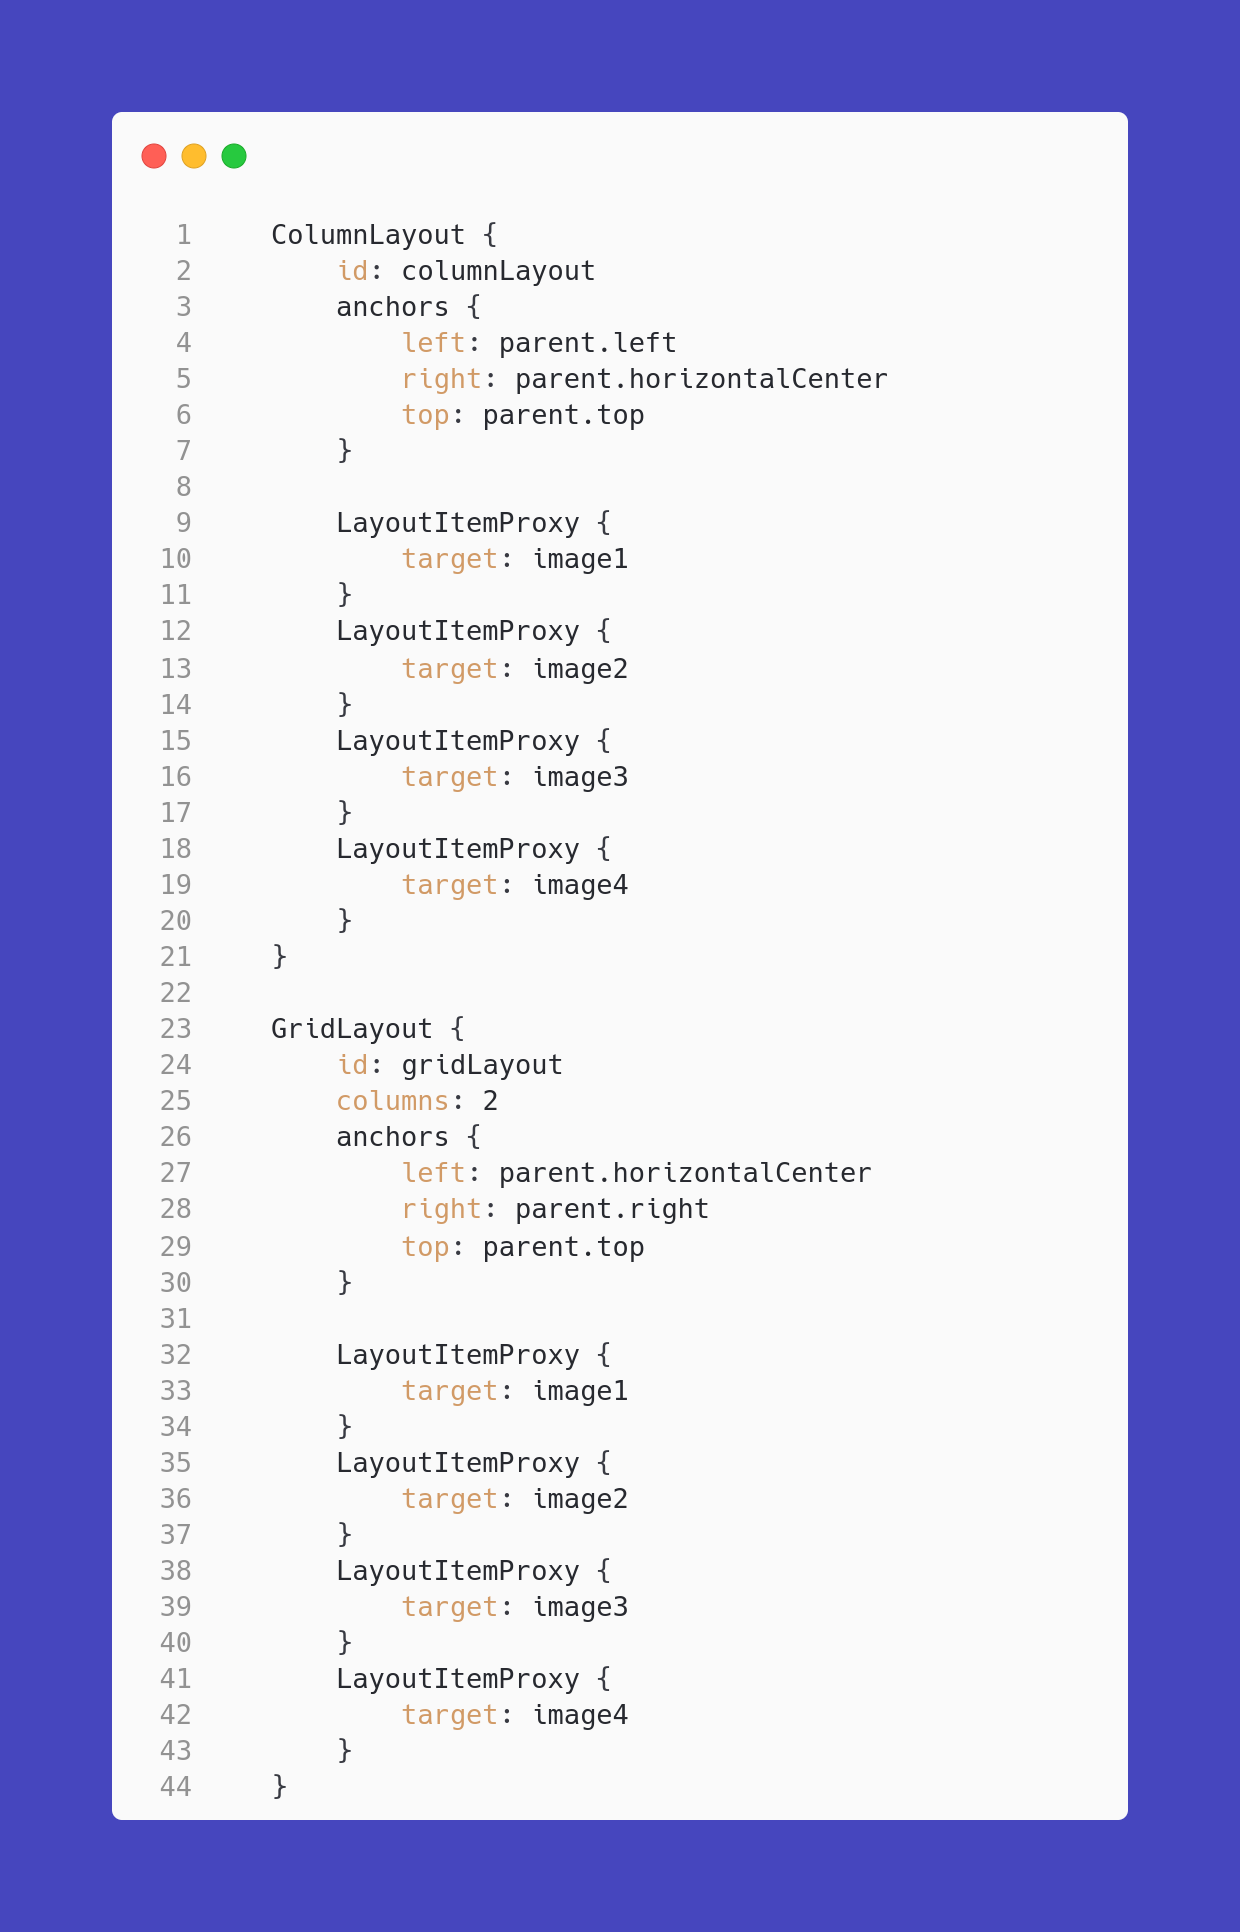 1 ColumnLayout {
2 id: columnLayout
3 anchors {
4 left: parent.left
5 right: parent.horizontalCenter
6 top: parent.top
7 }
8
9 LayoutItemProxy {
10 target: image1
11 }
12 LayoutItemProxy {
13 target: image2
14 }
15 LayoutItemProxy {
16 target: image3
17 }
18 LayoutItemProxy {
19 target: image4
20 }
21 }
22
23 GridLayout {
24 id: gridLayout
25 columns: 2
26 anchors {
27 left: parent.horizontalCenter
28 right: parent.right
29 top: parent.top
30 }
31
32 LayoutItemProxy {
33 target: image1
34 }
35 LayoutItemProxy {
36 target: image2
37 }
38 LayoutItemProxy {
39 target: image3
40 }
41 LayoutItemProxy {
42 target: image4
43 }
44 }